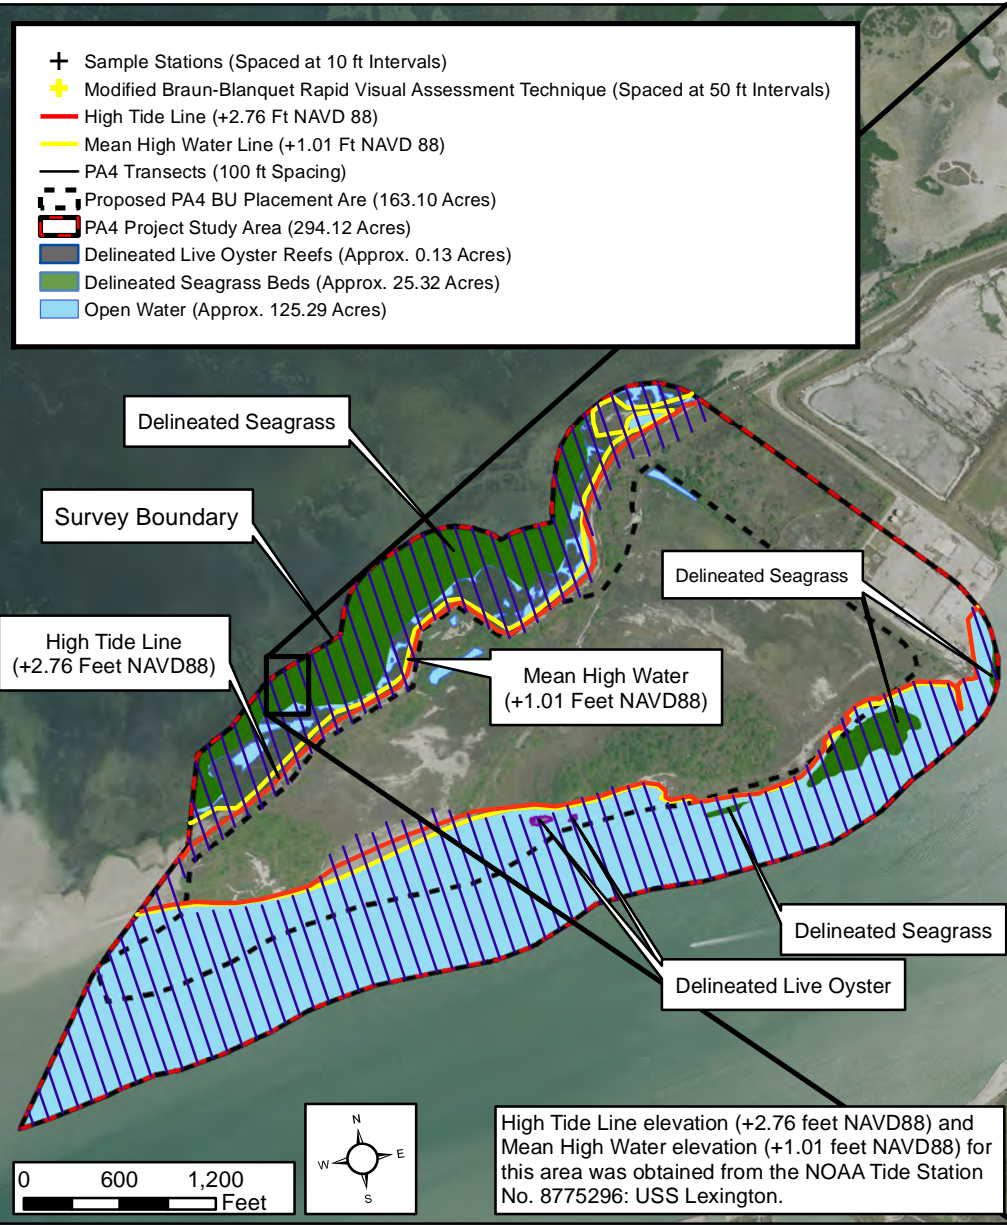 Sample Stations (Spaced at 10 ft Intervals)
Modified Braun-Blanquet Rapid Visual Assessment Technique (Spaced at 50 ft Intervals)
High Tide Line (+2.76 Ft NAVD 88)
Mean High Water Line (+1.01 Ft NAVD 88)
PA4 Transects (100 ft Spacing)
Proposed PA4 BU Placement Are (163.10 Acres)
PA4 Project Study Area (294.12 Acres)
Delineated Live Oyster Reefs (Approx. 0.13 Acres)
Delineated Seagrass Beds (Approx. 25.32 Acres)
Open Water (Approx. 125.29 Acres)
Delineated Seagrass
Survey Boundary
Delineated Seagrass
High Tide Line
(+2.76 Feet NAVD88)
Mean High Water
(+1.01 Feet NAVD88)
Delineated Seagrass
Delineated Live Oyster
N
W
E
S
0 600 1,200
Feet
High Tide Line elevation (+2.76 feet NAVD88) and
Mean High Water elevation (+1.01 feet NAVD88) for
this area was obtained from the NOAA Tide Station
No. 8775296: USS Lexington.